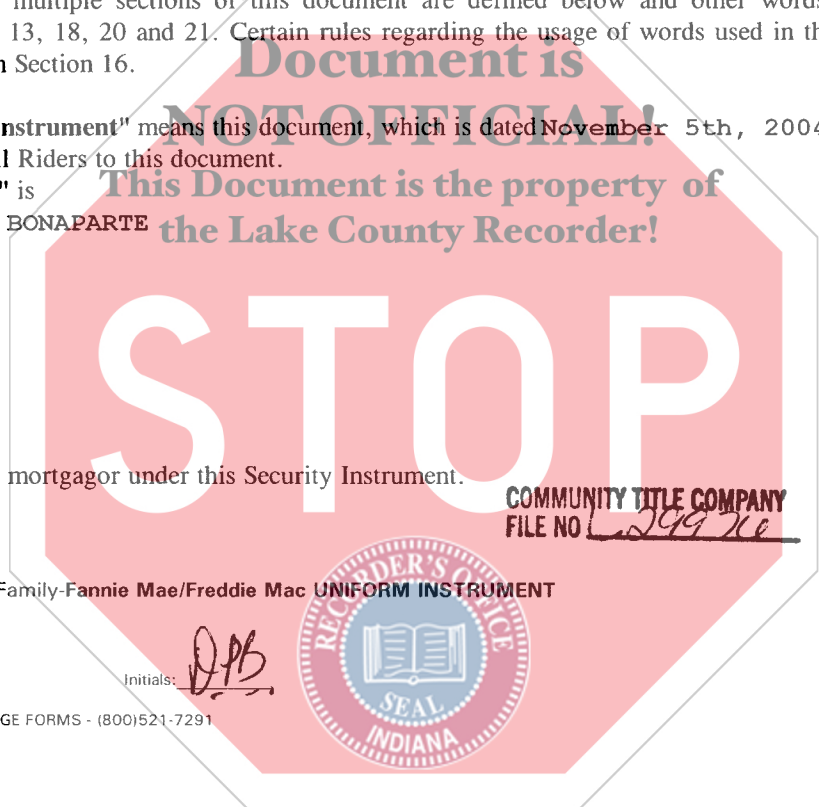 multiple sections of this document are defined below and other words
13, 18, 20 and 21. Certain rules regarding the usage of words used in th
Section 16.
Document is
nstrument" means this document, which is dated November 5th, 2004
NOT OFFICIAL!
Riders to this document.
" is
This Document is the property of
BONAPARTE
the Lake County Recorder!
STOP
mortgagor under this Security Instrument.
COMMUNITY TITLE COMPANY
FILE NO
Family-Fannie Mae/Freddie Mac UNIFORM INSTRUMENT
RECORDER'S OFFICE
Initials: DPB
SEAL
GE FORMS - (800)521-7291
INDIANA